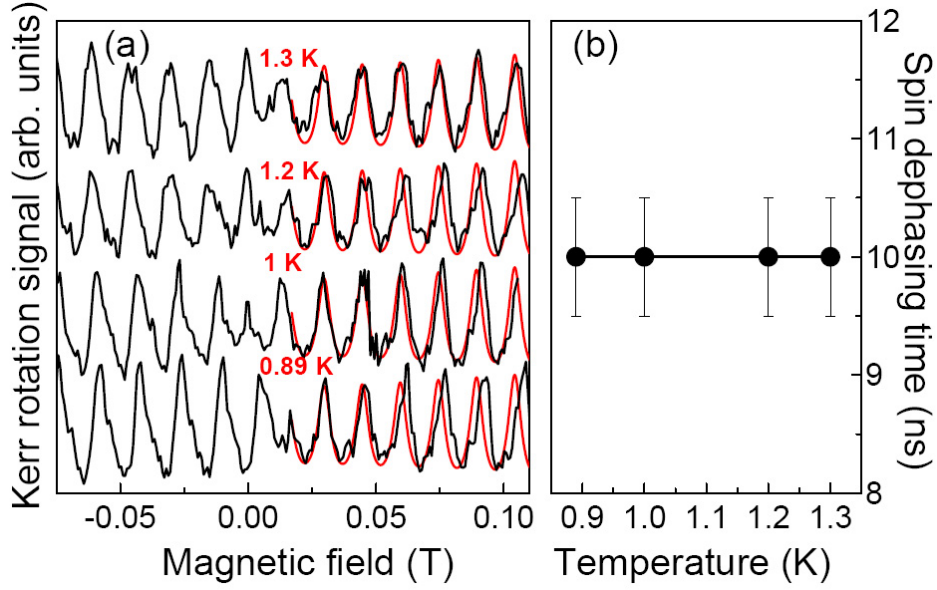 (a)
(b)
Kerr rotation signal (arb. units)
1.3 K
1.2 K
1 K
0.89 K
-0.05
0.00
0.05
0.10
Magnetic field (T)
12
11
10
9
8
Spin dephasing time (ns)
0.9
1.0
1.1
1.2
1.3
Temperature (K)